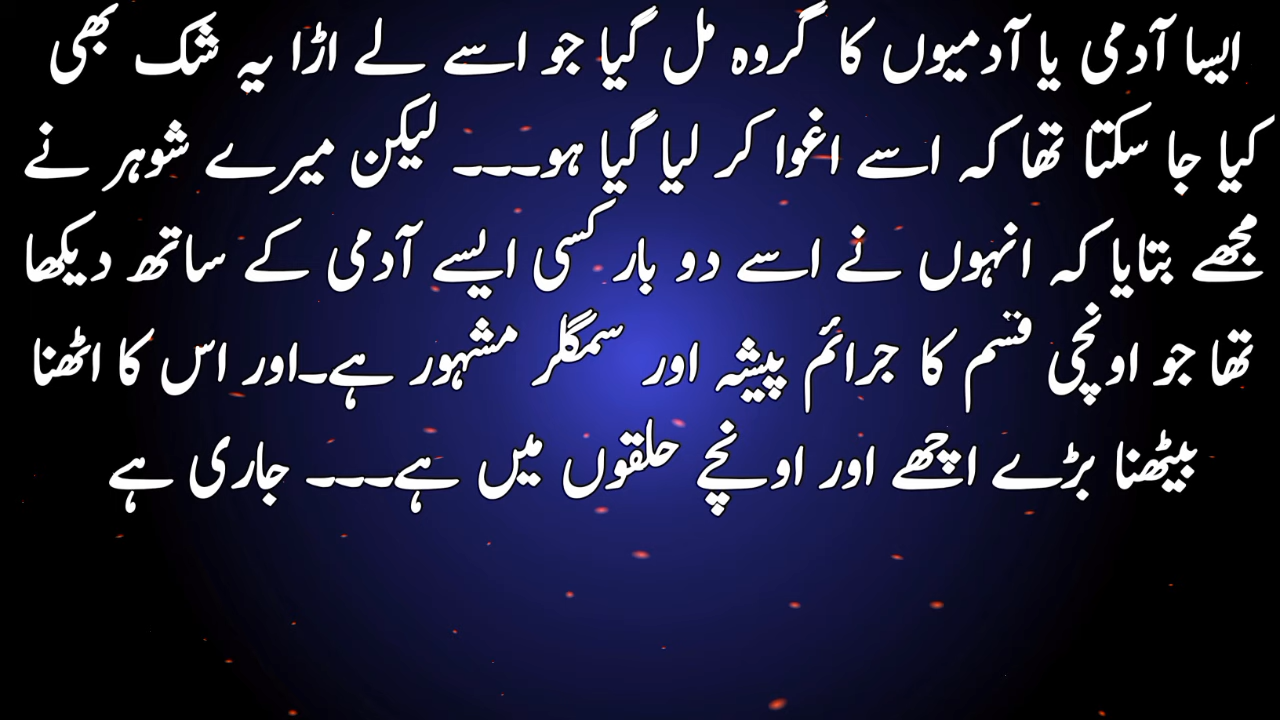 ایسا آدمی یا آدمیوں کا گروہ مل گیا جو اسے لے اڑا یہ شک بھی
کیا جا سکتا تھا کہ اسے اغوا کر لیا گیا ہو۔۔۔ لیکن میرے شوہر نے
مجھے بتایا کہ انہوں نے اسے دو بار کسی ایسے آدمی کے ساتھ دیکھا
تھا جو اونچی قسم کا جرائم پیشہ اور سمگلر مشہور ہے۔اور اس کا اٹھنا
بیٹھنا بڑے اچھے اور اونچے حلقوں میں ہے۔۔۔ جاری ہے